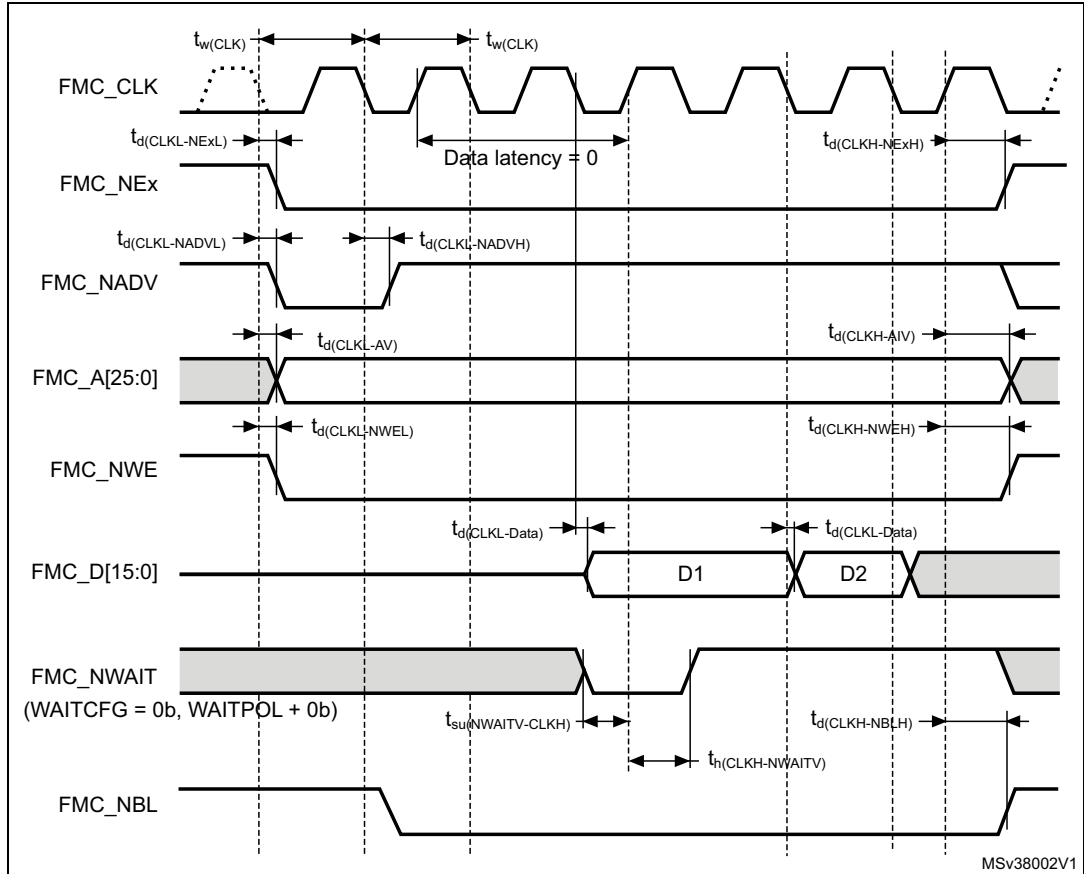 tw(CLK) tw(CLK)
FMC_CLK
td(CLKL-NExL) Data latency = 0 td(CLKH-NExH)
FMC_NEx
td(CLKL-NADVL) td(CLKL-NADVH)
FMC_NADV
td(CLKL-AV) td(CLKH-AIV)
FMC_A[25:0]
td(CLKL-NWEL) td(CLKH-NWEH)
FMC_NWE
td(CLKL-Data) td(CLKL-Data)
FMC_D[15:0] D1 D2
FMC_NWAIT
(WAITCFG = 0b, WAITPOL + 0b)
tsu(NWAITV-CLKH) td(CLKH-NBLH)
th(CLKH-NWAITV)
FMC_NBL
MSv38002V1